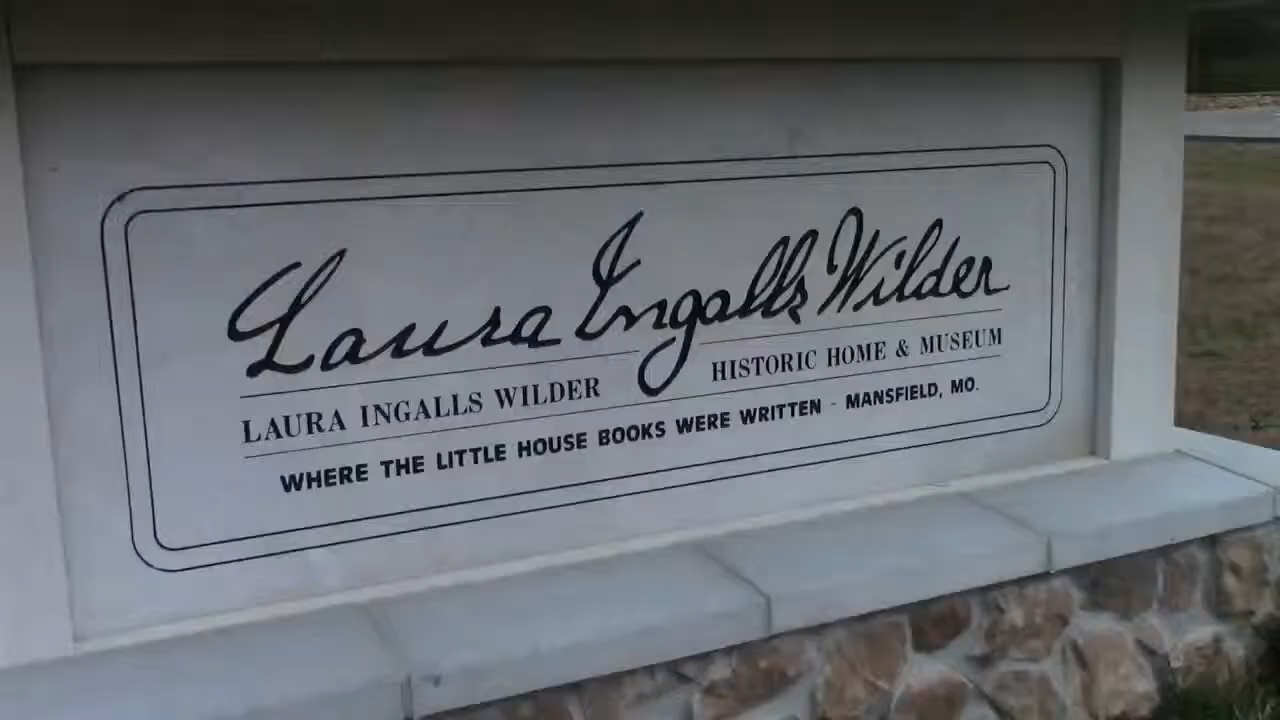 Laura Ingalls Wilder
LAURA INGALLS WILDER HISTORIC HOME & MUSEUM
WHERE THE LITTLE HOUSE BOOKS WERE WRITTEN - MANSFIELD, MO.